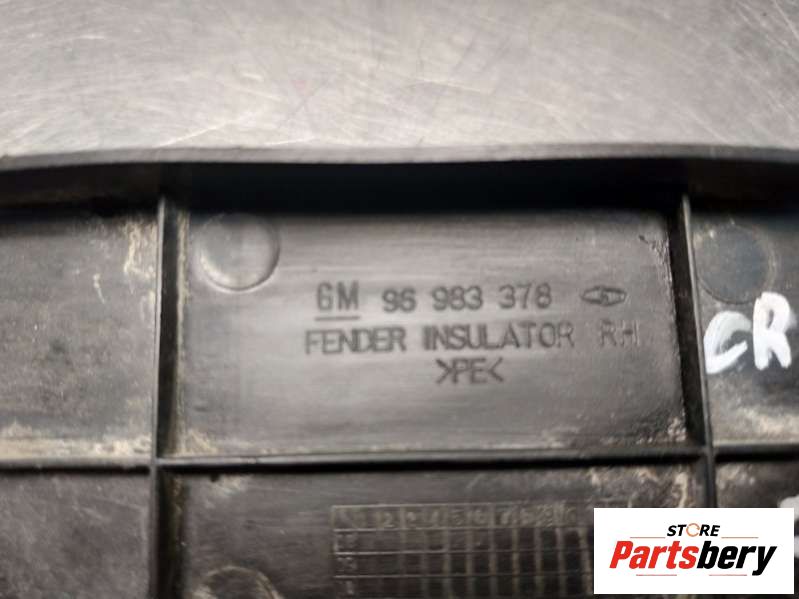 GM 96 983 378
FENDER INSULATOR RH
>PE<
CR
STORE
Partsbery